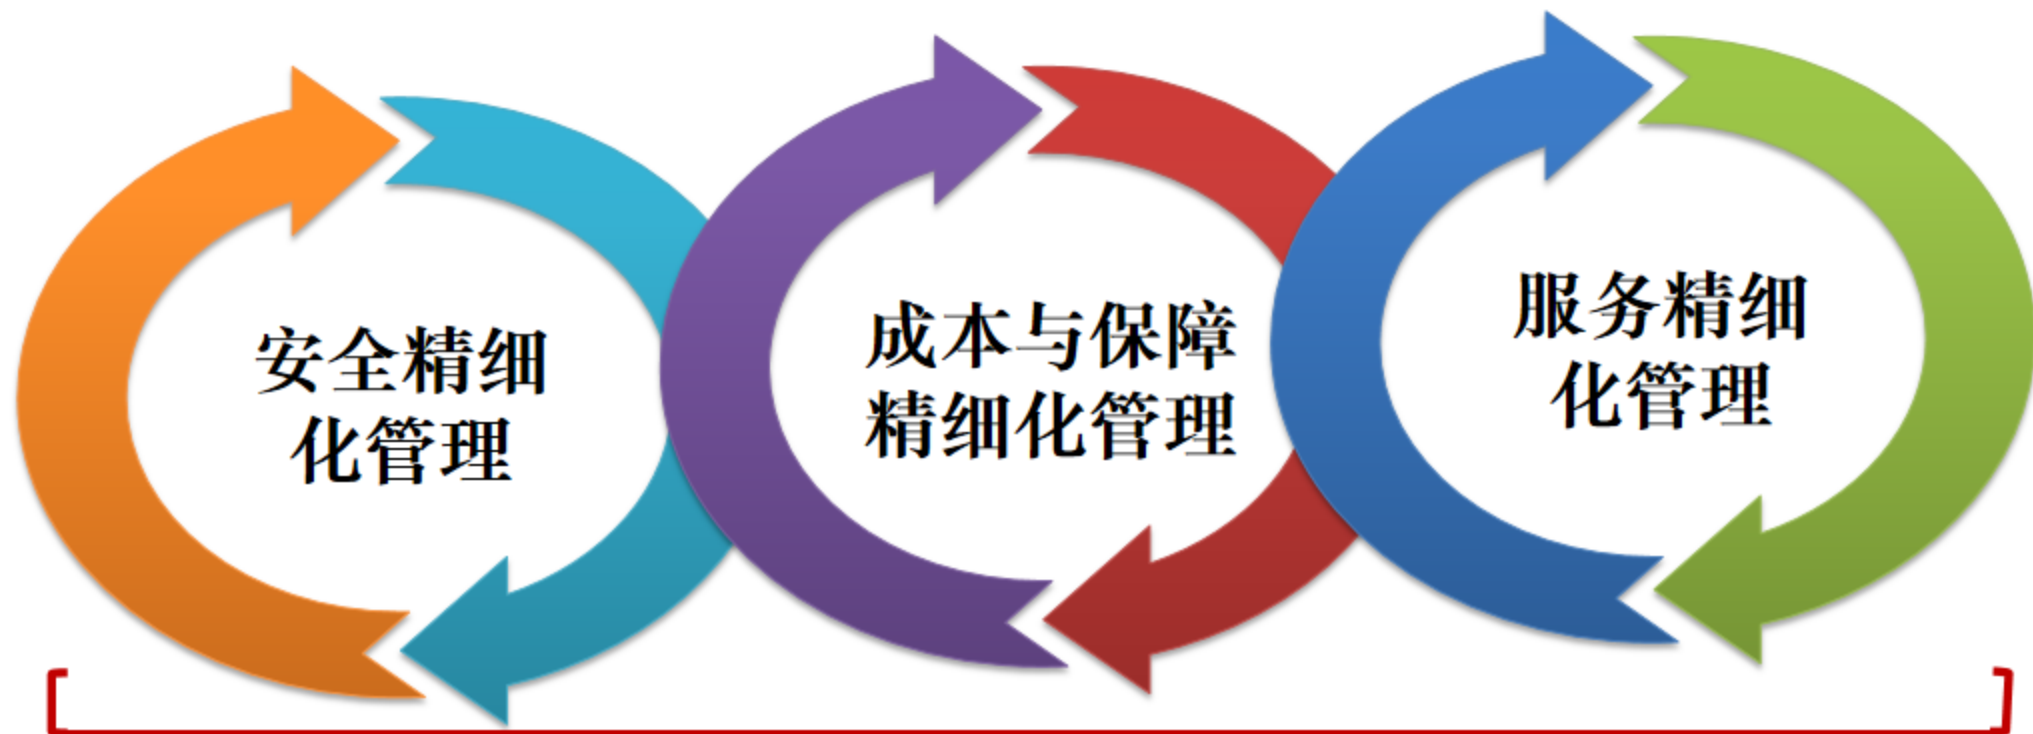 安全精细
化管理
成本与保障
精细化管理
服务精细
化管理